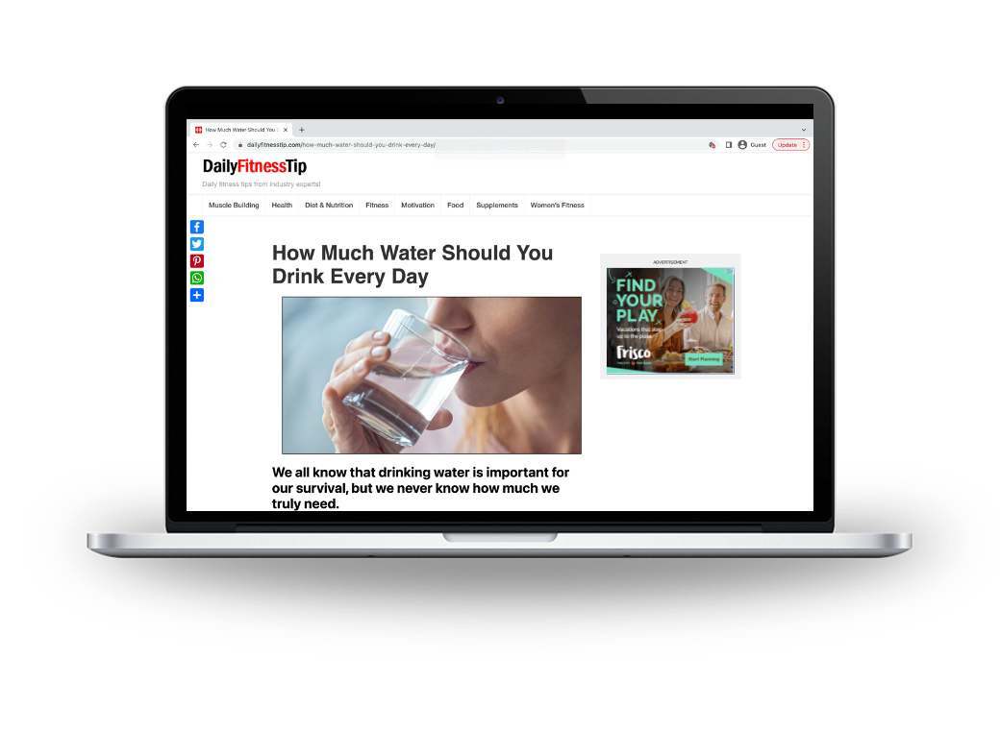 How Much Water Should You D
dailyfitnesstip.com/how-much-water-should-you-drink-every-day/
Guest
Update
DailyFitnessTip
Daily fitness tips from industry experts!
Muscle Building Health Diet & Nutrition Fitness Motivation Food Supplements Women's Fitness
How Much Water Should You
Drink Every Day
ADVERTISEMENT
FIND
YOUR
PLAY
Vacations that step
up to the plate.
Frisco
Start Planning
We all know that drinking water is important for
our survival, but we never know how much we
truly need.